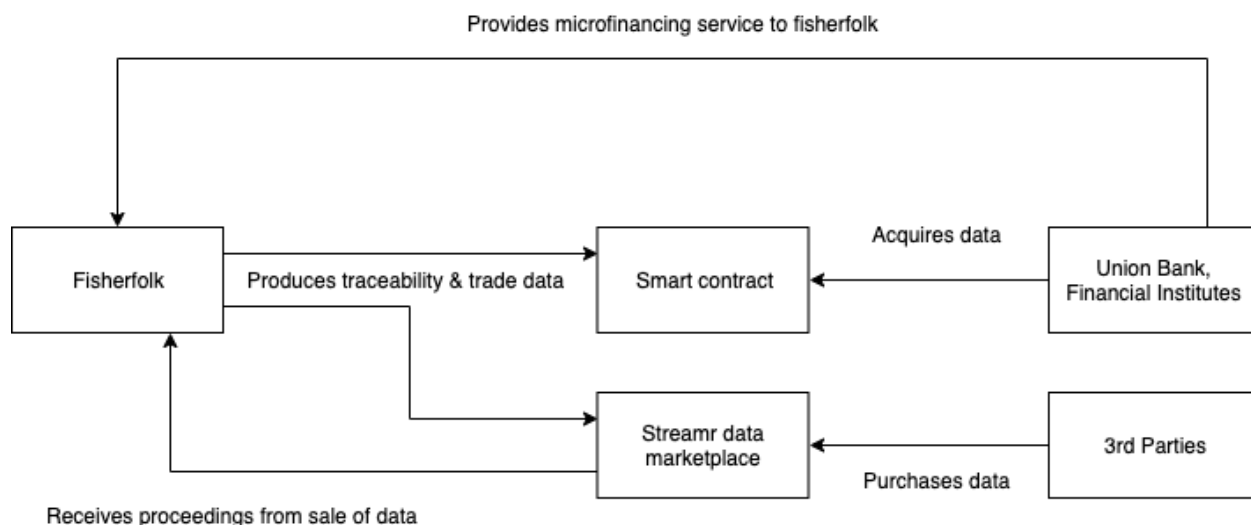 Provides microfinancing service to fisherfolk
Fisherfolk
Produces traceability & trade data
Smart contract
Acquires data
Union Bank,
Financial Institutes
Streamr data
marketplace
Purchases data
3rd Parties
Receives proceedings from sale of data